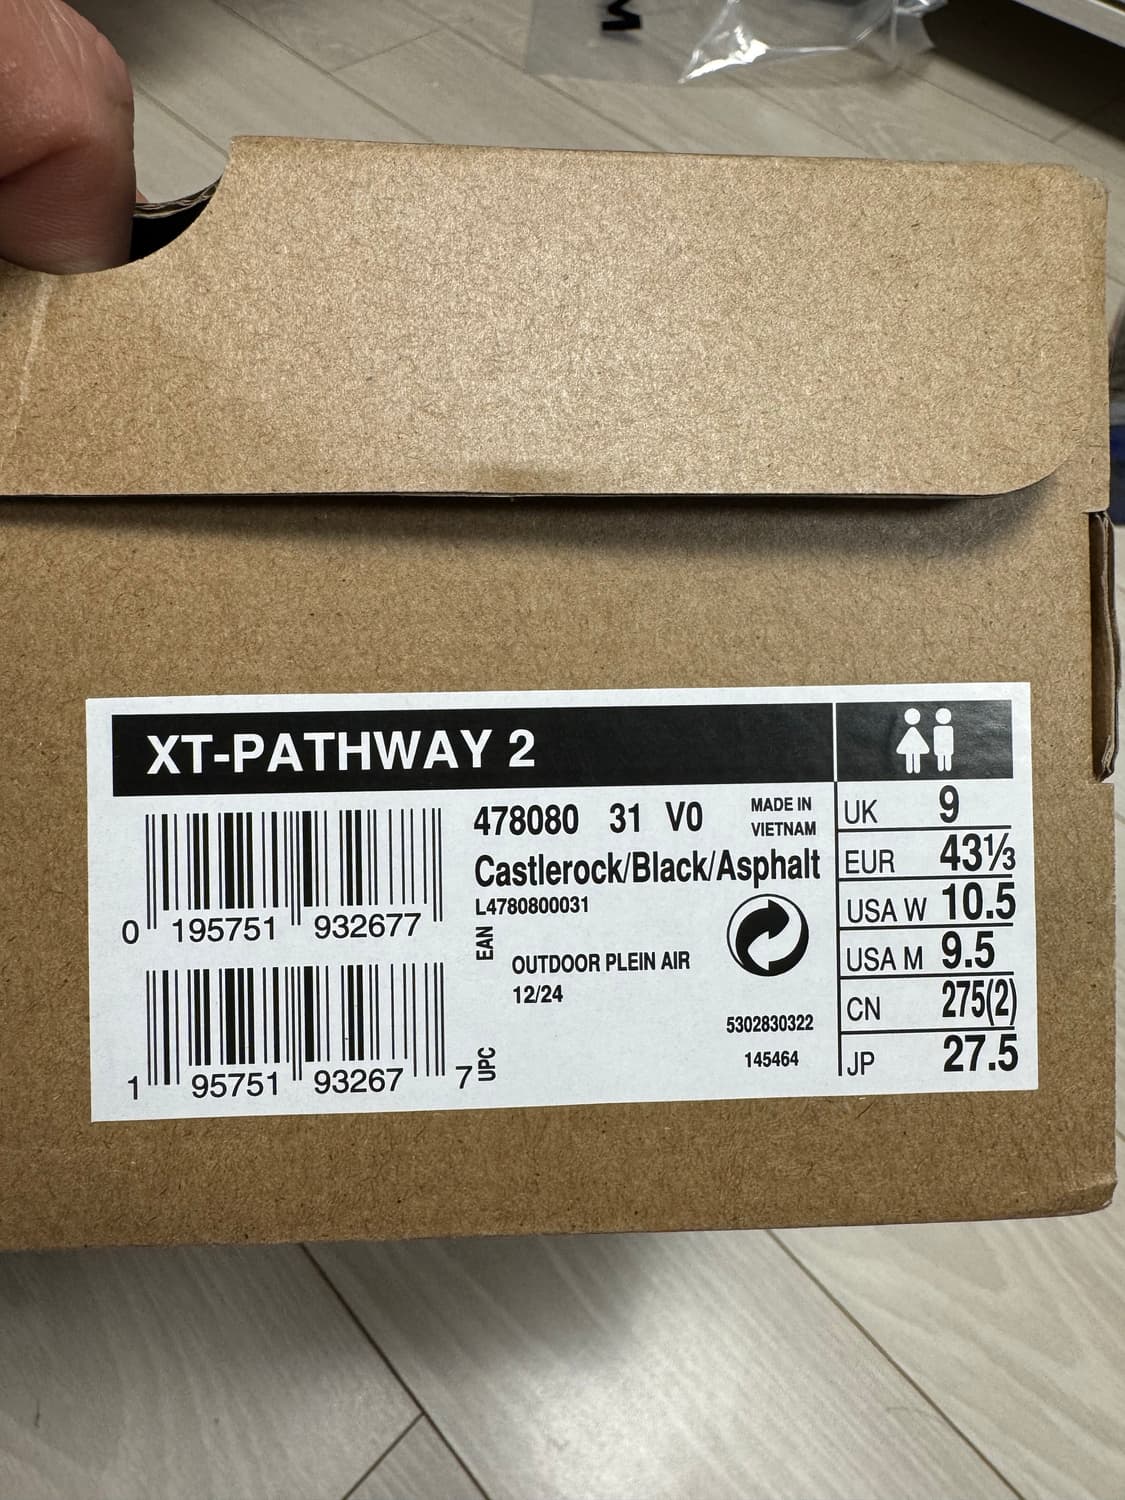 XT-PATHWAY 2
0 195751 932677
EAN
1 95751 93267 7
UPC
478080 31 V0
MADE IN
VIETNAM
Castlerock/Black/Asphalt
L4780800031
OUTDOOR PLEIN AIR
12/24
5302830322
145464
UK 9
EUR 43⅓
USA W 10.5
USA M 9.5
CN 275(2)
JP 27.5